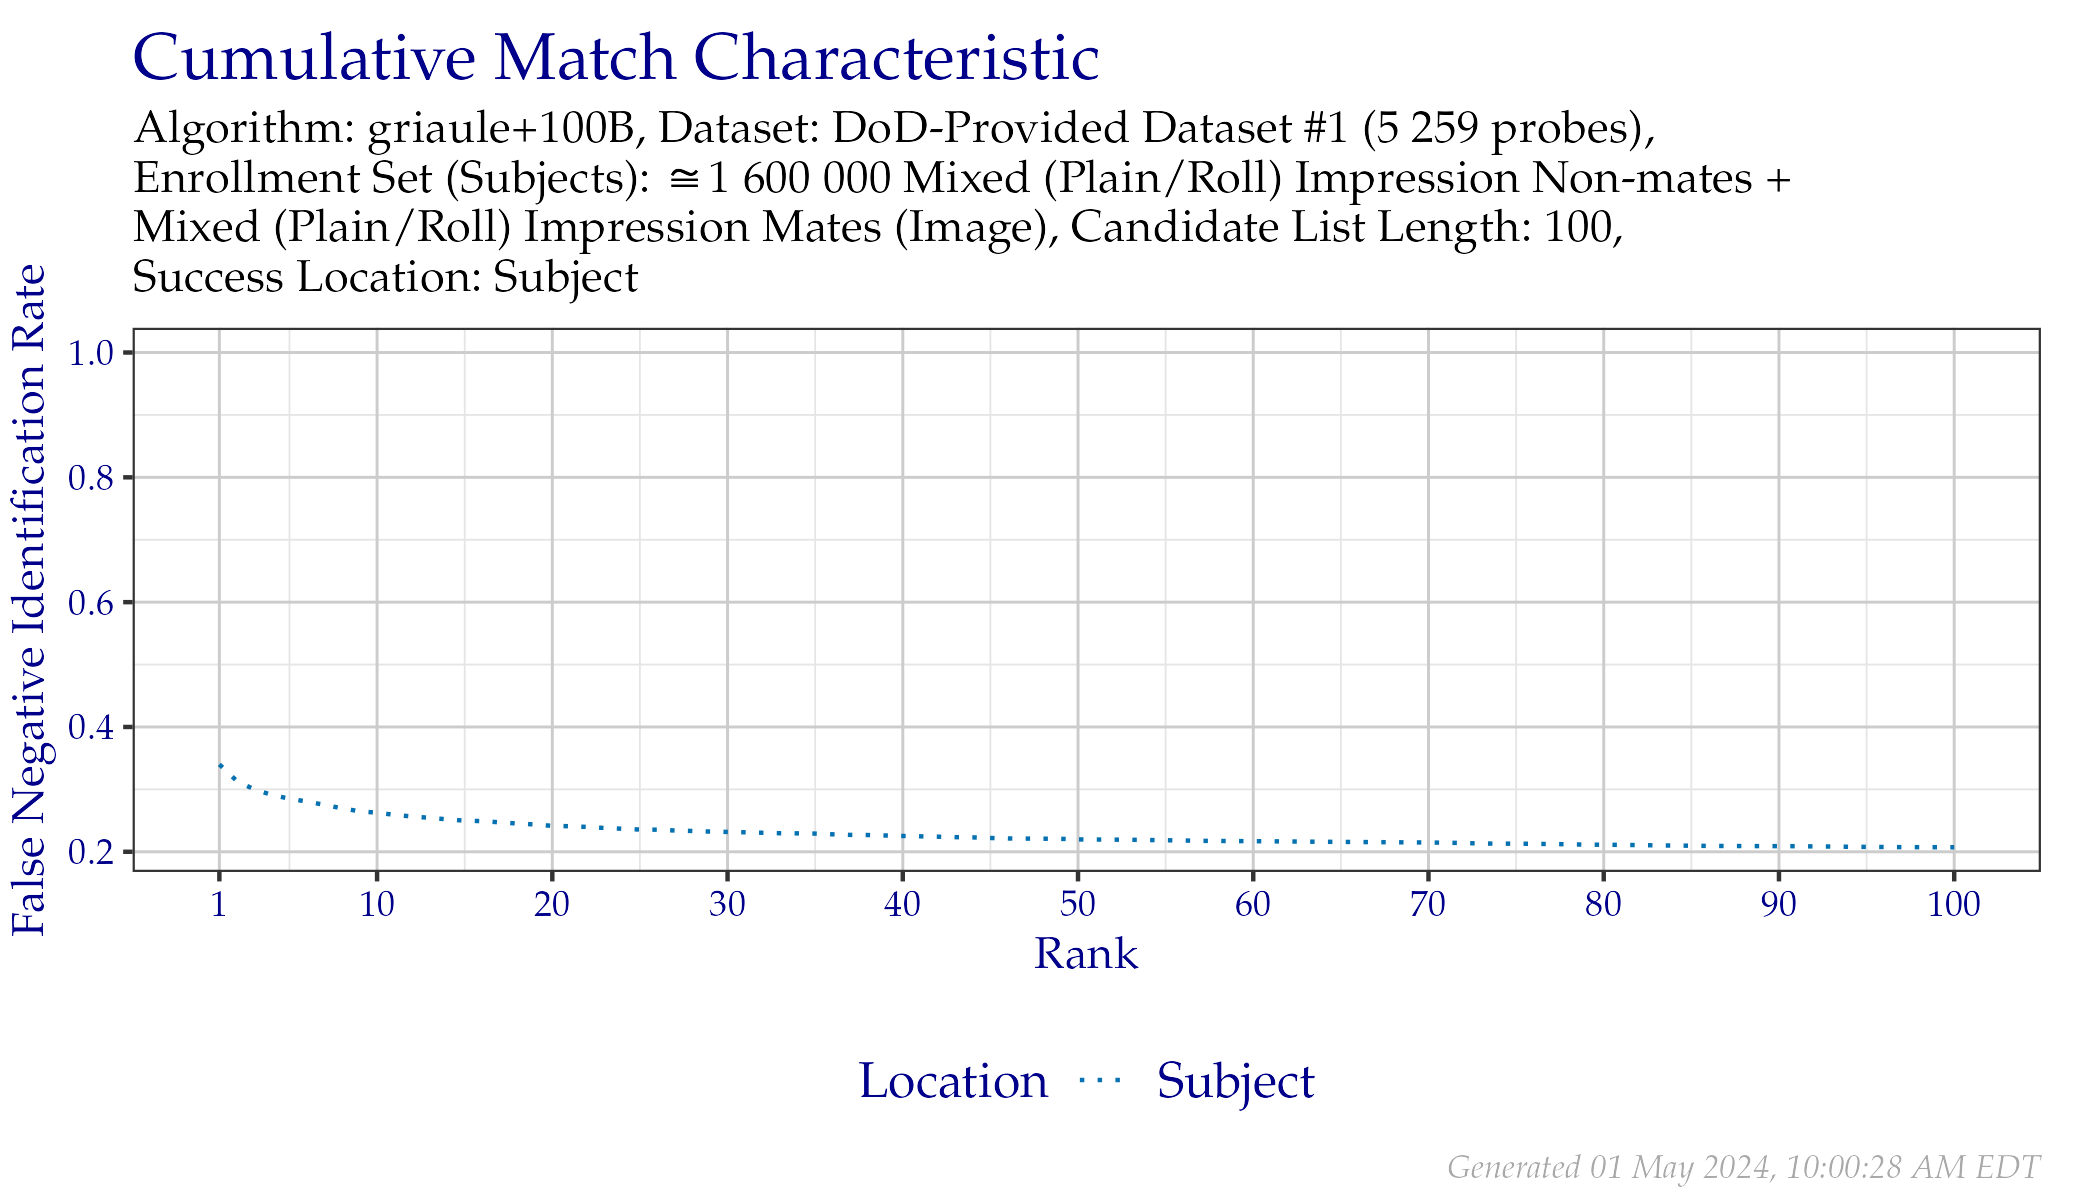 Cumulative Match Characteristic
Algorithm: griaule+100B, Dataset: DoD-Provided Dataset #1 (5 259 probes),
Enrollment Set (Subjects): ≅ 1 600 000 Mixed (Plain/Roll) Impression Non-mates +
Mixed (Plain/Roll) Impression Mates (Image), Candidate List Length: 100,
Success Location: Subject
False Negative Identification Rate
1.0
0.8
0.6
0.4
0.2
1 10 20 30 40 50 60 70 80 90 100
Rank
Location Subject
Generated 01 May 2024, 10:00:28 AM EDT